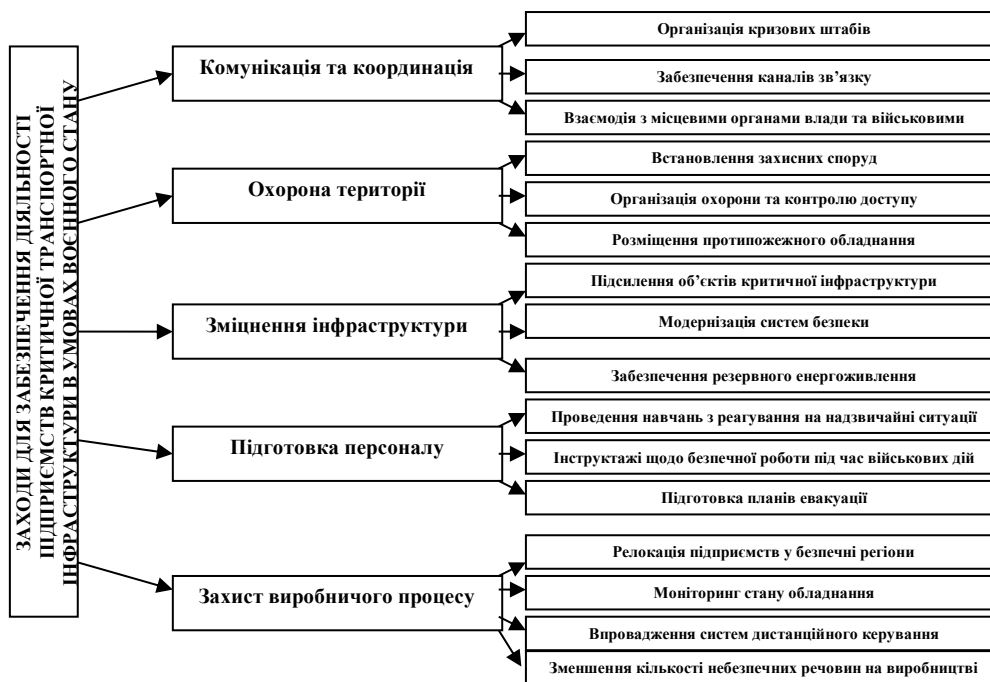 ЗАХОДИ ДЛЯ ЗАБЕЗПЕЧЕННЯ ДІЯЛЬНОСТІ
ПІДПРИЄМСТВ КРИТИЧНОЇ ТРАНСПОРТНОЇ
ІНФРАСТРУКТУРИ В УМОВАХ ВОЄННОГО СТАНУ
Комунікація та координація
Організація кризових штабів
Забезпечення каналів зв’язку
Взаємодія з місцевими органами влади та військовими
Охорона території
Встановлення захисних споруд
Організація охорони та контролю доступу
Розміщення протипожежного обладнання
Зміцнення інфраструктури
Підсилення об’єктів критичної інфраструктури
Модернізація систем безпеки
Забезпечення резервного енергоживлення
Підготовка персоналу
Проведення навчань з реагування на надзвичайні ситуації
Інструктажі щодо безпечної роботи під час військових дій
Підготовка планів евакуації
Захист виробничого процесу
Релокація підприємств у безпечні регіони
Моніторинг стану обладнання
Впровадження систем дистанційного керування
Зменшення кількості небезпечних речовин на виробництві